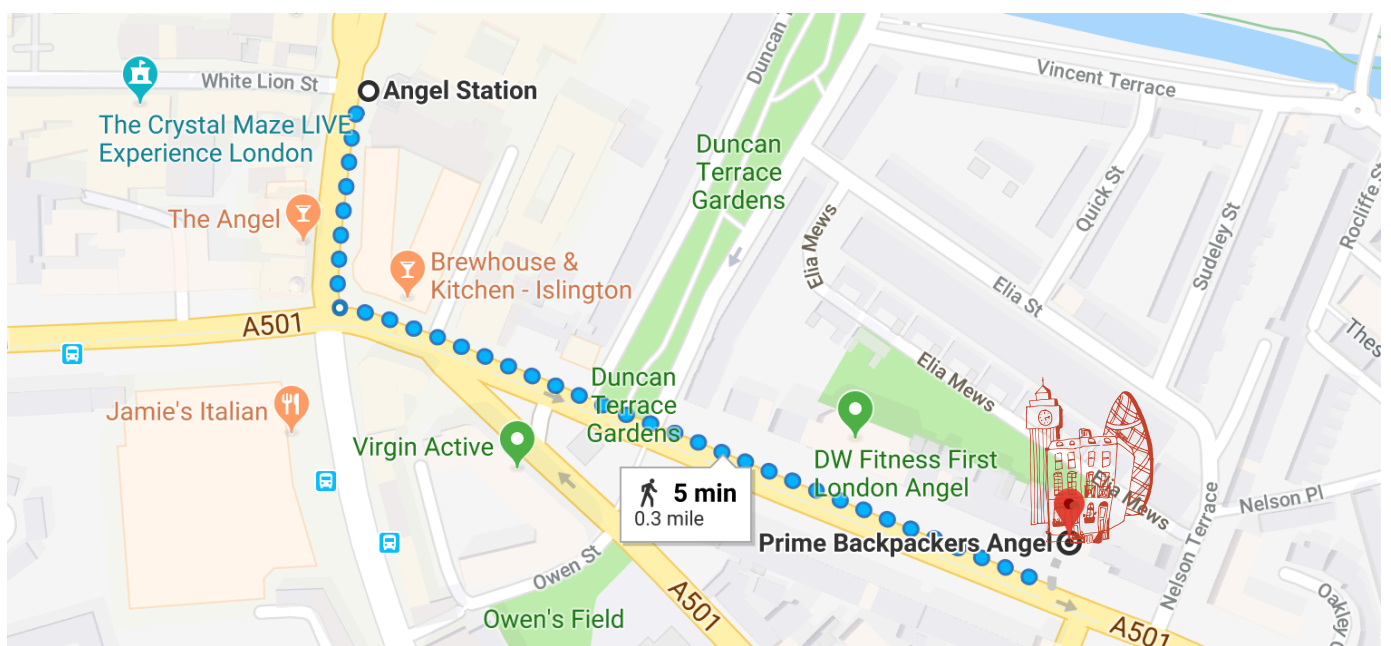 White Lion St
Angel Station
The Crystal Maze LIVE
Experience London
Duncan
Vincent Terrace
Duncan
Terrace
Gardens
Quick St
Rocliffe St
The Angel
Elia Mews
Sudeley St
Brewhouse &
Kitchen - Islington
Elia St
A501
Elia Mews
Duncan
Terrace
Gardens
Jamie's Italian
Virgin Active
DW Fitness First
London Angel
5 min
0.3 mile
Elia Mews
Nelson Pl
Prime Backpackers Angel
Nelson Terrace
Owen St
A501
Owen's Field
Oakley
A501